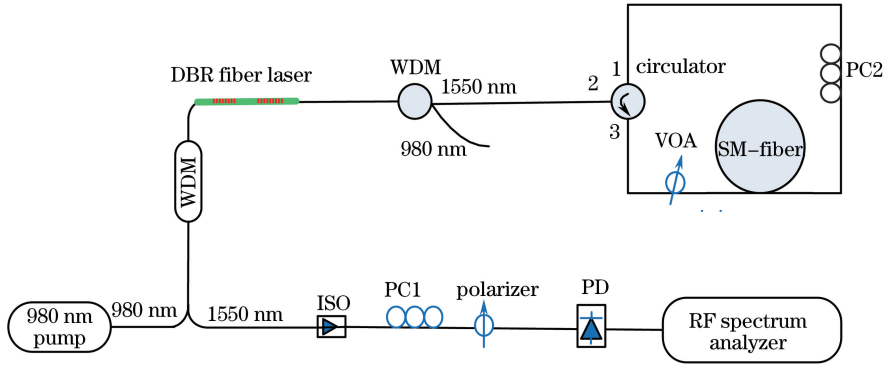 DBR fiber laser
WDM
1550 nm
980 nm
2
1
circulator
3
PC2
VOA
SM−fiber
WDM
980 nm
pump
980 nm
1550 nm
ISO
PC1
polarizer
PD
RF spectrum
analyzer